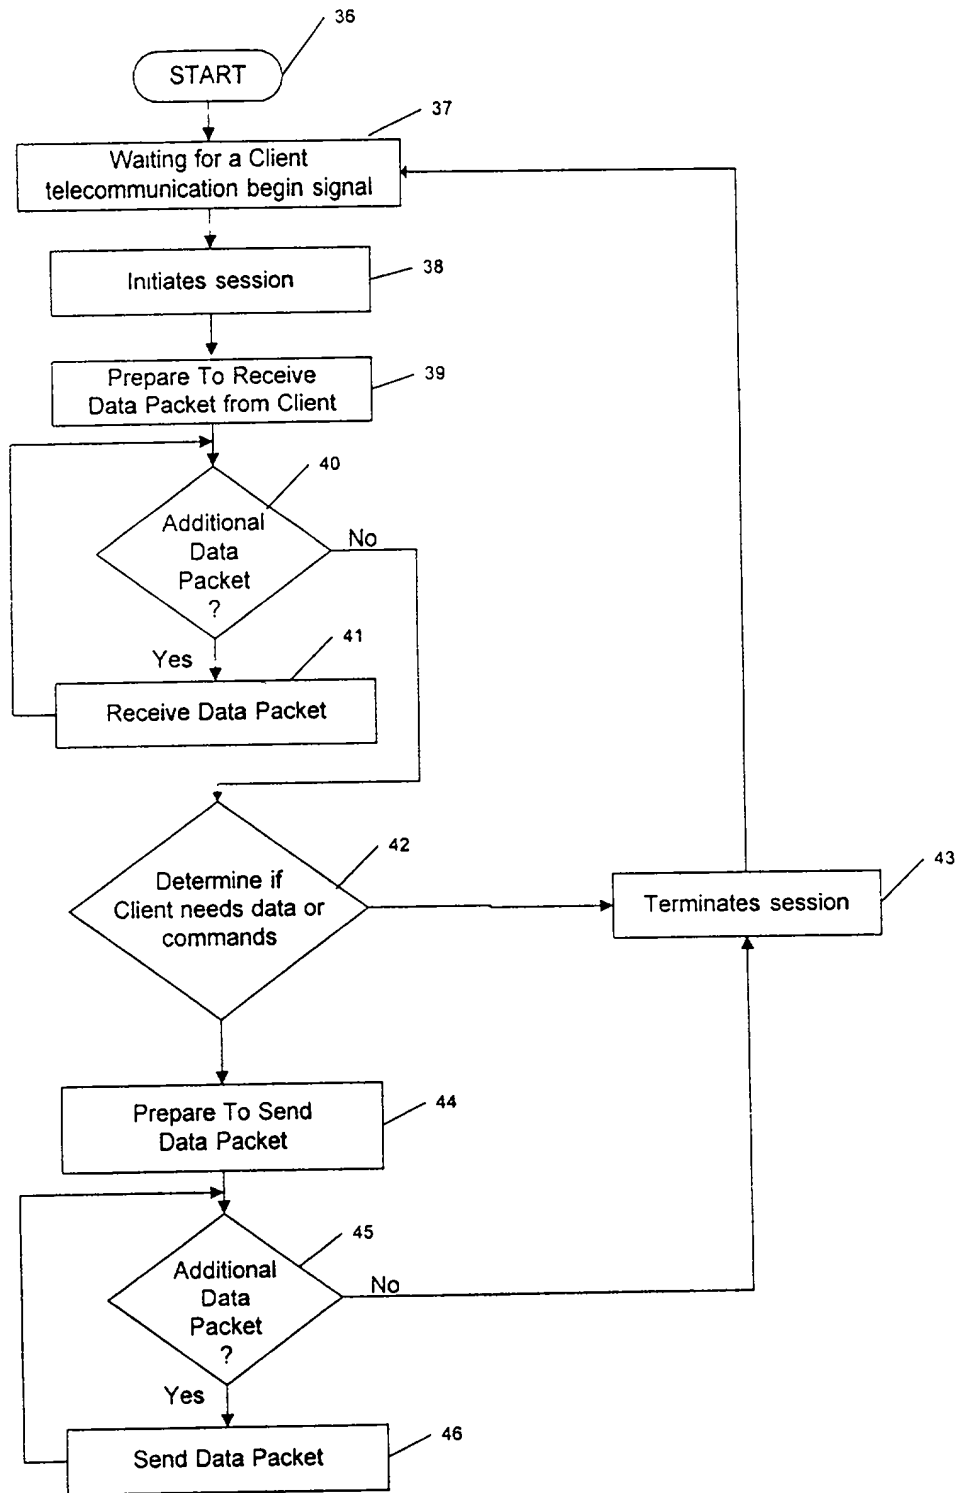 36
START
37
Waiting for a Client
telecommunication begin signal
38
Initiates session
39
Prepare To Receive
Data Packet from Client
40
Additional
Data
Packet
?
No
Yes
41
Receive Data Packet
42
Determine if
Client needs data or
commands
43
Terminates session
44
Prepare To Send
Data Packet
45
Additional
Data
Packet
?
No
Yes
46
Send Data Packet